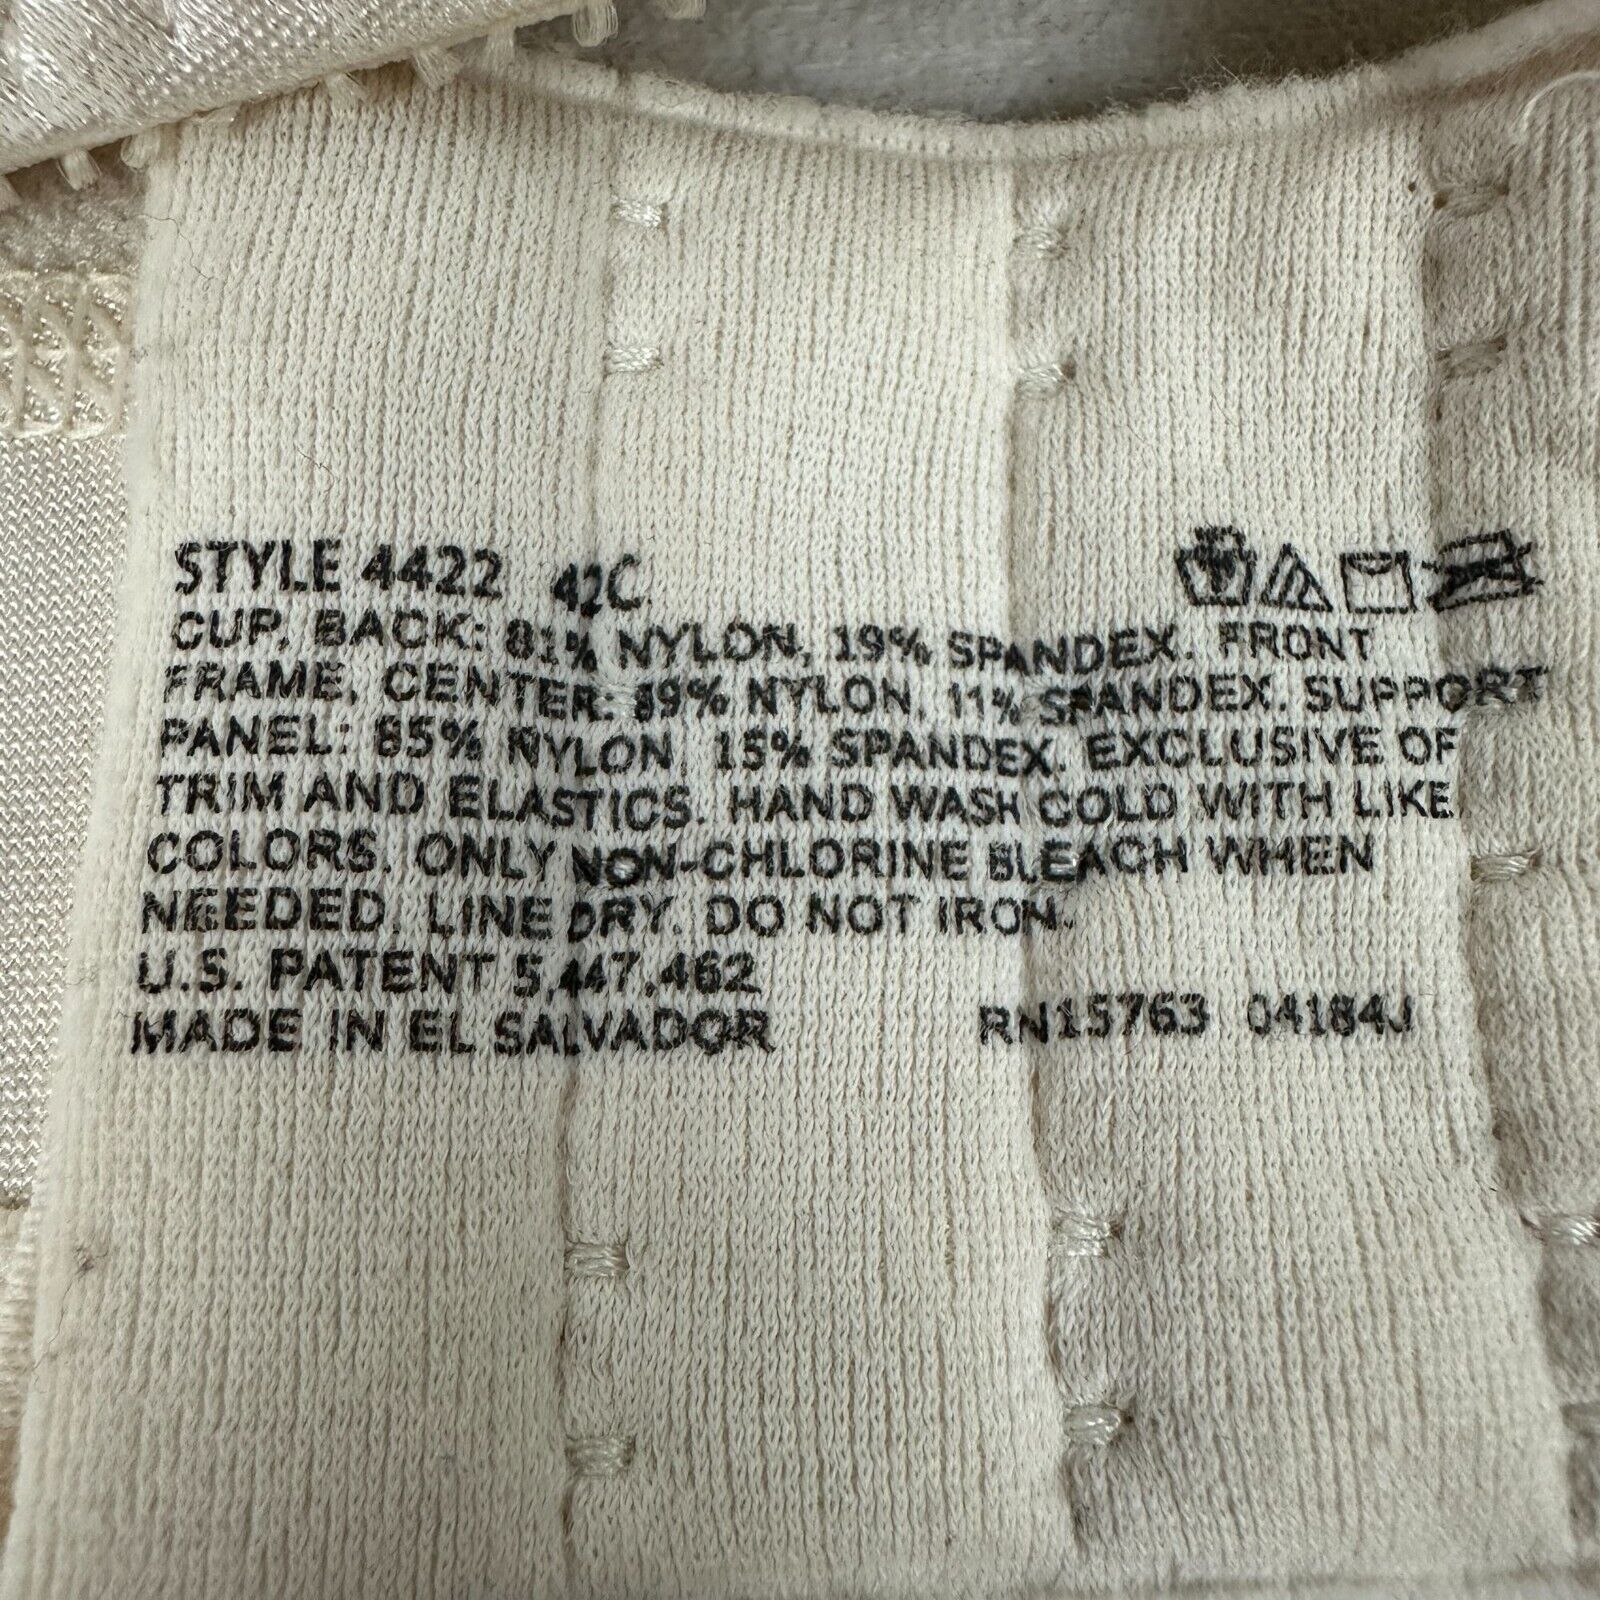 STYLE 4422 42C
CUP, BACK: 81% NYLON, 19% SPANDEX. FRONT
FRAME, CENTER: 89% NYLON, 11% SPANDEX. SUPPORT
PANEL: 85% NYLON 15% SPANDEX. EXCLUSIVE OF
TRIM AND ELASTICS. HAND WASH COLD WITH LIKE
COLORS. ONLY NON-CHLORINE BLEACH WHEN
NEEDED. LINE DRY. DO NOT IRON.
U.S. PATENT 5,447,462
MADE IN EL SALVADOR RN15763 04184J